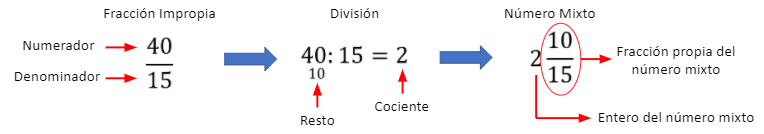 Fracción Impropia
División
Número Mixto
Numerador
40
15
Denominador
40: 15 = 2
10
Resto
Cociente
2 10
15
Fracción propia del
número mixto
Entero del número mixto